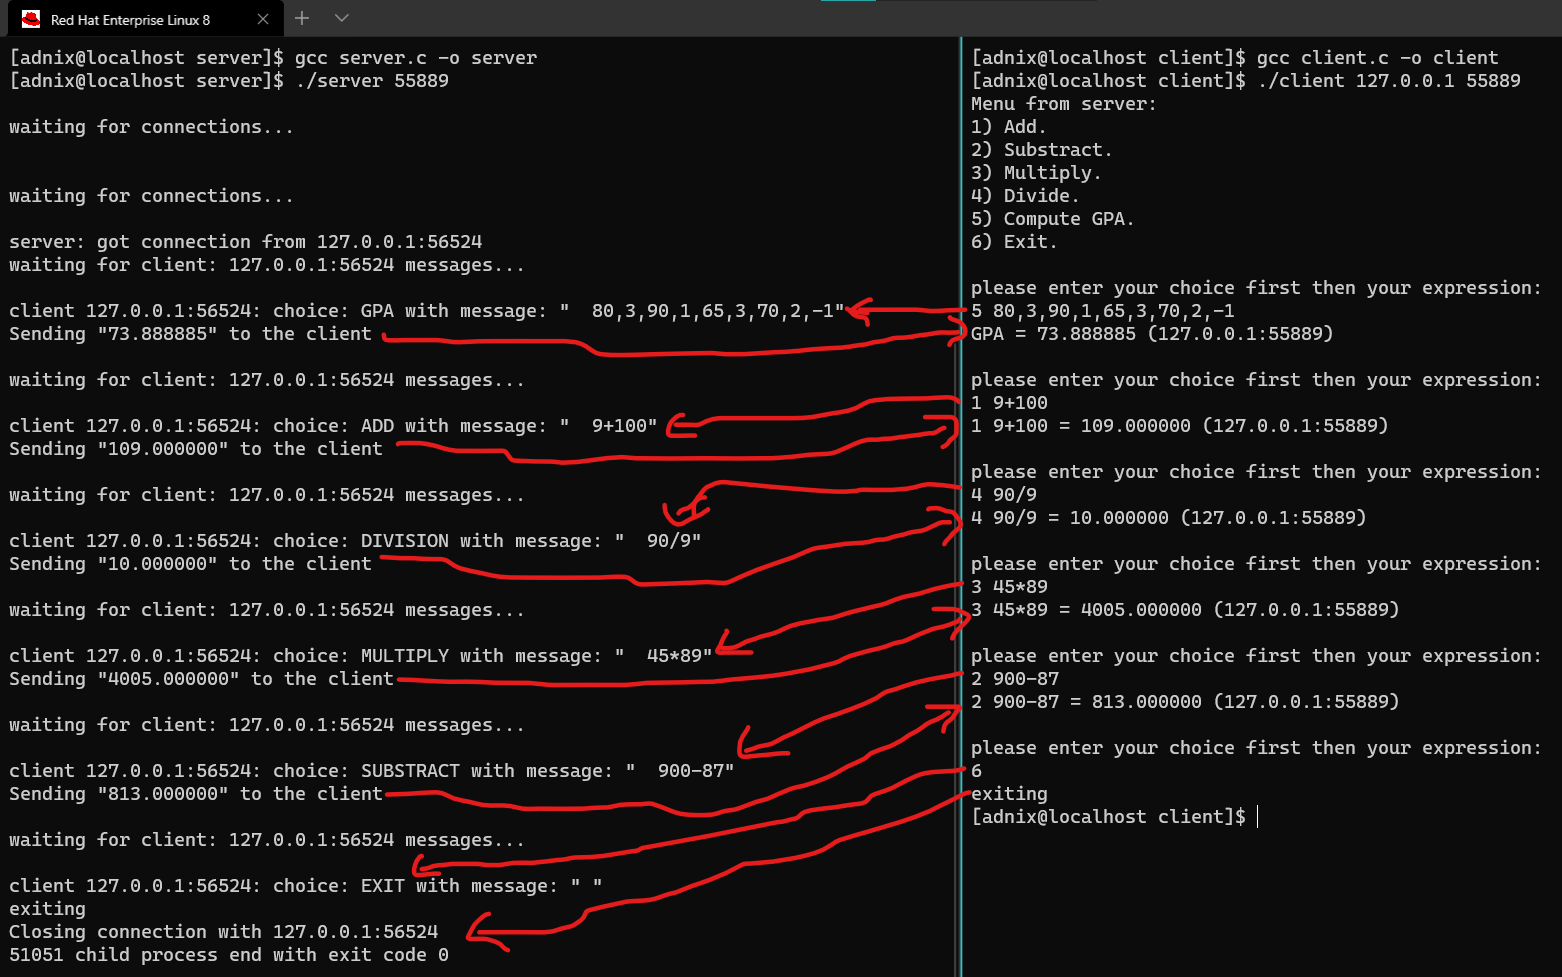 Red Hat Enterprise Linux 8
[adnix@localhost server]$ gcc server.c -o server
[adnix@localhost server]$ ./server 55889
waiting for connections...
waiting for connections...
server: got connection from 127.0.0.1:56524
waiting for client: 127.0.0.1:56524 messages...
client 127.0.0.1:56524: choice: GPA with message: "  80,3,90,1,65,3,70,2,-1"
Sending "73.888885" to the client
waiting for client: 127.0.0.1:56524 messages...
client 127.0.0.1:56524: choice: ADD with message: "  9+100"
Sending "109.000000" to the client
waiting for client: 127.0.0.1:56524 messages...
client 127.0.0.1:56524: choice: DIVISION with message: "  90/9"
Sending "10.000000" to the client
waiting for client: 127.0.0.1:56524 messages...
client 127.0.0.1:56524: choice: MULTIPLY with message: "  45*89"
Sending "4005.000000" to the client
waiting for client: 127.0.0.1:56524 messages...
client 127.0.0.1:56524: choice: SUBSTRACT with message: "  900-87"
Sending "813.000000" to the client
waiting for client: 127.0.0.1:56524 messages...
client 127.0.0.1:56524: choice: EXIT with message: " "
exiting
Closing connection with 127.0.0.1:56524
51051 child process end with exit code 0
[adnix@localhost client]$ gcc client.c -o client
[adnix@localhost client]$ ./client 127.0.0.1 55889
Menu from server:
1) Add.
2) Substract.
3) Multiply.
4) Divide.
5) Compute GPA.
6) Exit.
please enter your choice first then your expression:
5 80,3,90,1,65,3,70,2,-1
GPA = 73.888885 (127.0.0.1:55889)
please enter your choice first then your expression:
1 9+100
1 9+100 = 109.000000 (127.0.0.1:55889)
please enter your choice first then your expression:
4 90/9
4 90/9 = 10.000000 (127.0.0.1:55889)
please enter your choice first then your expression:
3 45*89
3 45*89 = 4005.000000 (127.0.0.1:55889)
please enter your choice first then your expression:
2 900-87
2 900-87 = 813.000000 (127.0.0.1:55889)
please enter your choice first then your expression:
6
exiting
[adnix@localhost client]$